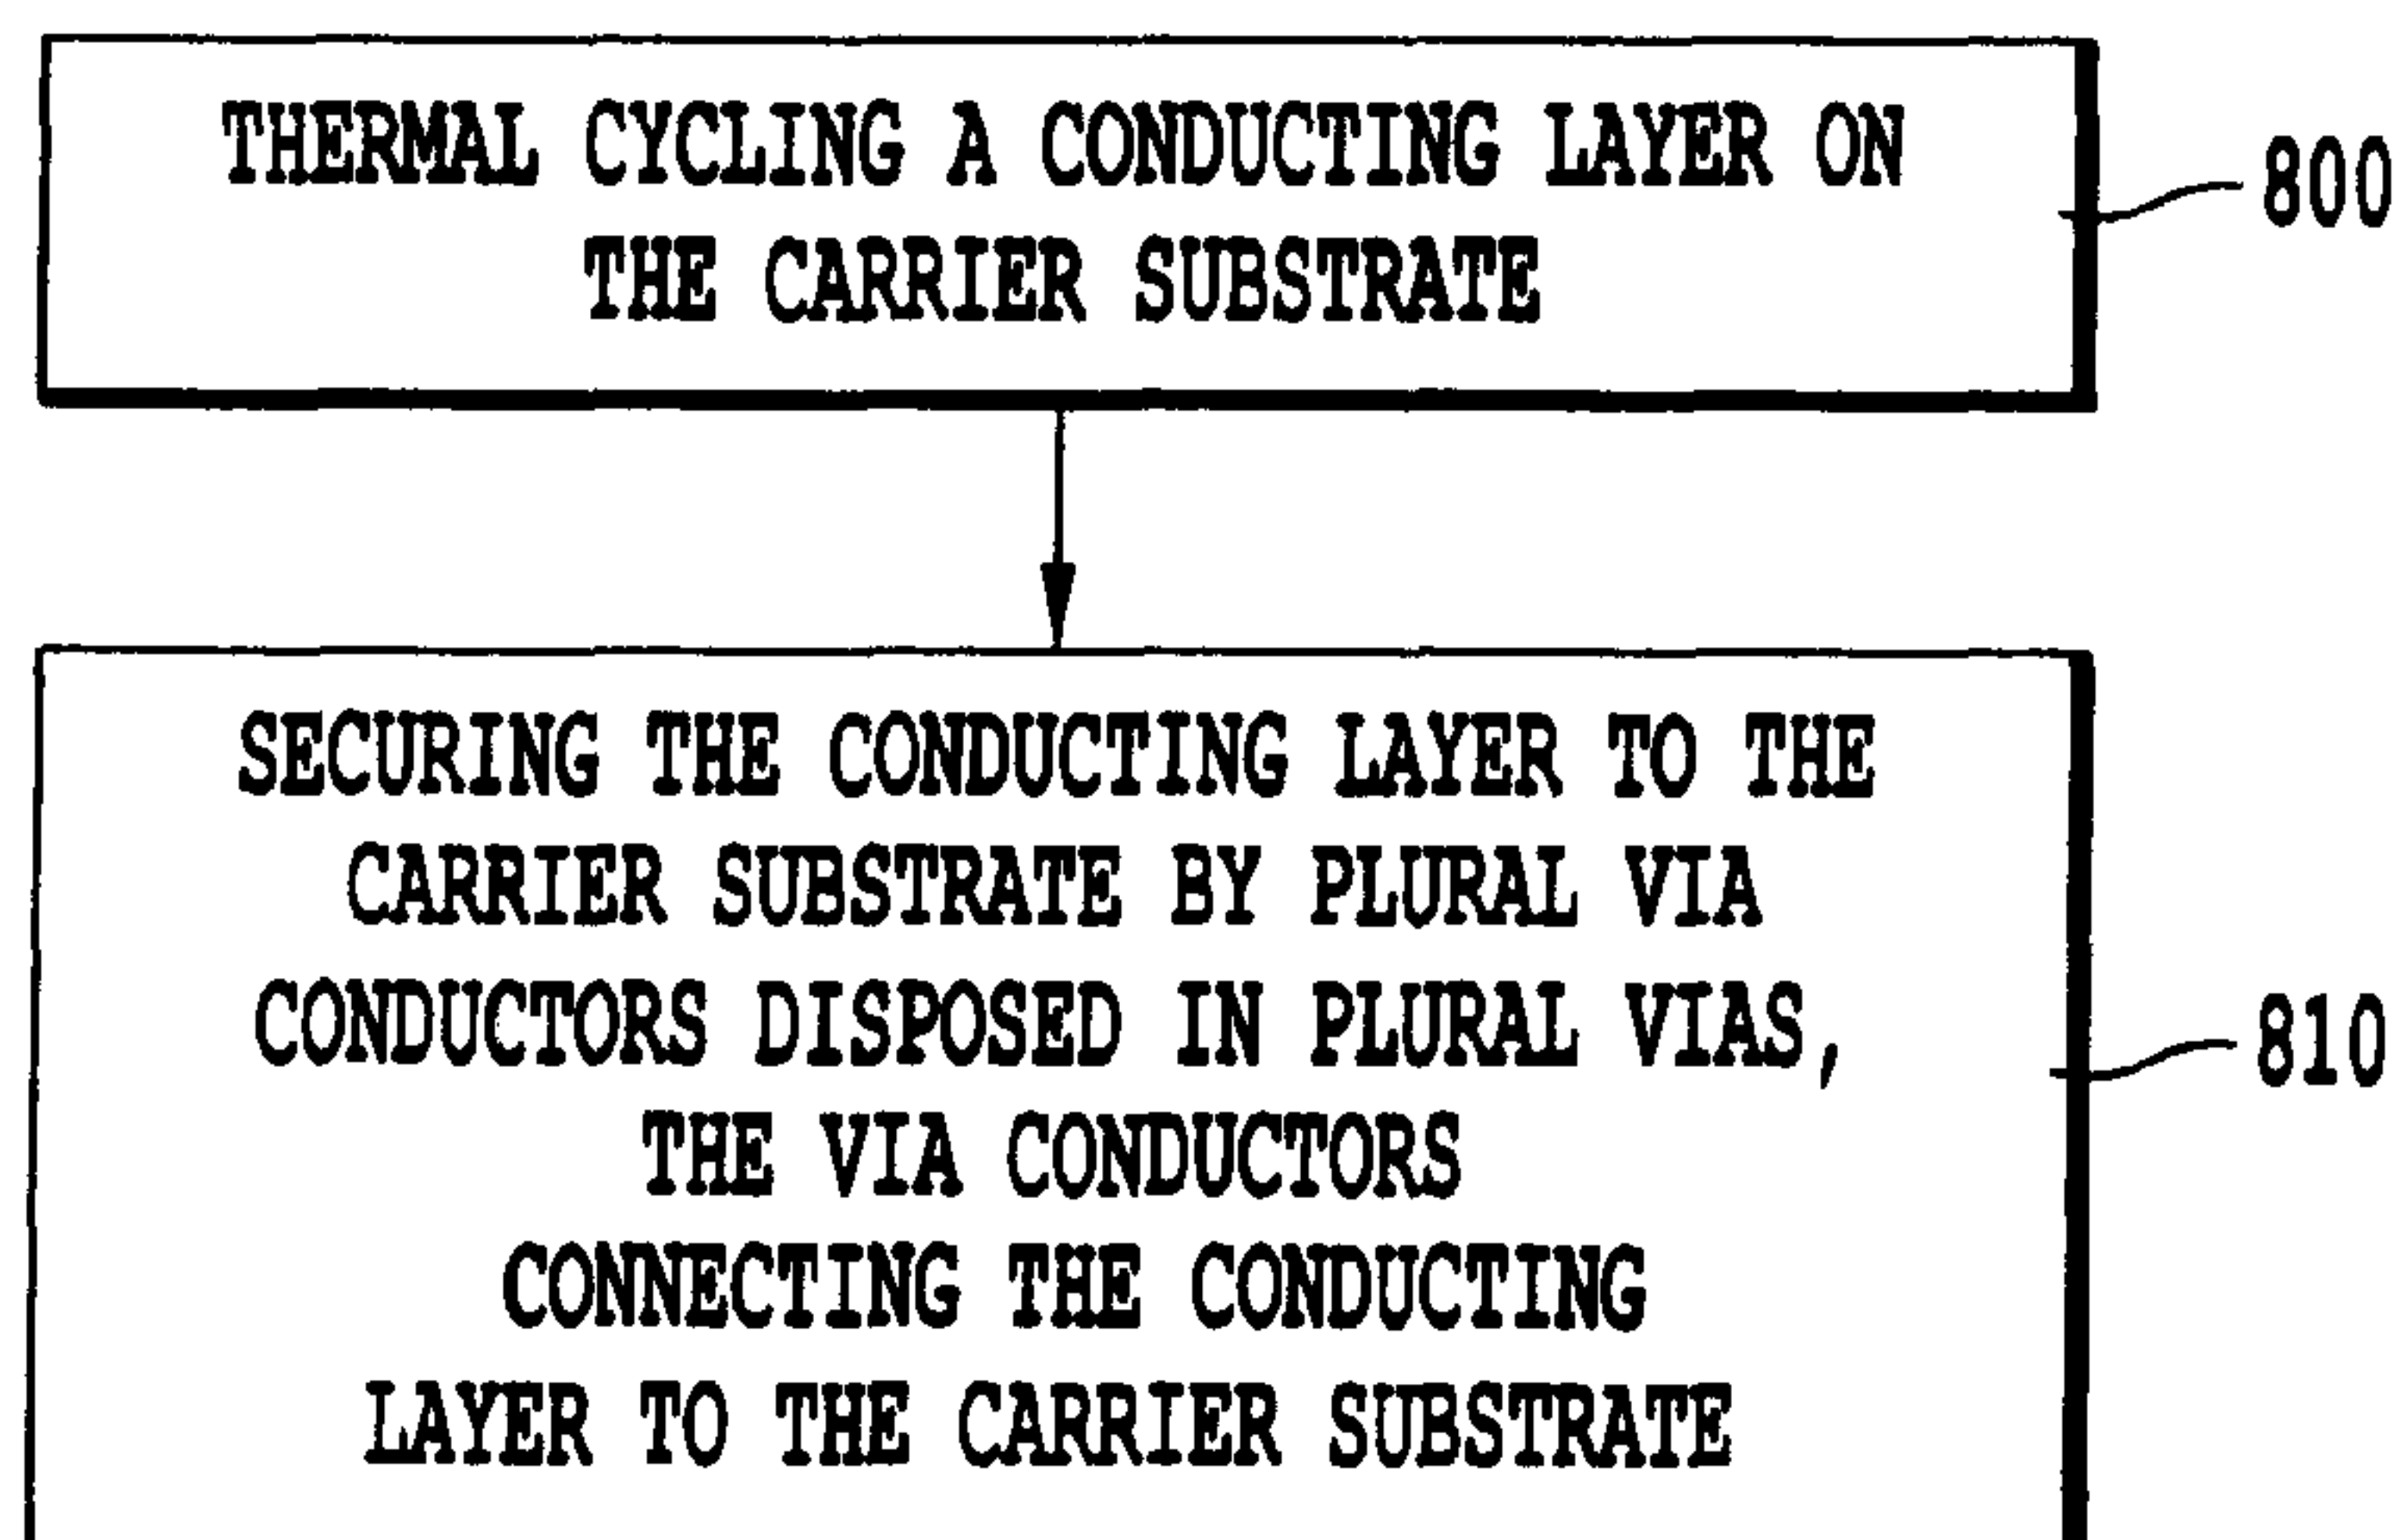 THERMAL CYCLING A CONDUCTING LAYER ON
THE CARRIER SUBSTRATE
800
SECURING THE CONDUCTING LAYER TO THE
CARRIER SUBSTRATE BY PLURAL VIA
CONDUCTORS DISPOSED IN PLURAL VIAS,
THE VIA CONDUCTORS
CONNECTING THE CONDUCTING
LAYER TO THE CARRIER SUBSTRATE
810